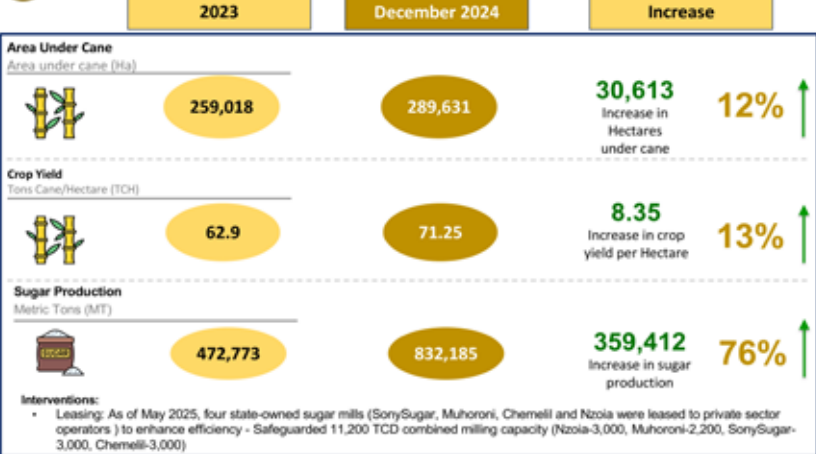 2023
December 2024
Increase
Area Under Cane
Area under cane (Ha)
259,018
289,631
30,613
Increase in
Hectares
under cane
12%
Crop Yield
Tons Cane/Hectare (TCH)
62.9
71.25
8.35
Increase in crop
yield per Hectare
13%
Sugar Production
Metric Tons (MT)
SUGAR
472,773
832,185
359,412
Increase in sugar
production
76%
Interventions:
• Leasing: As of May 2025, four state-owned sugar mills (SonySugar, Muhoroni, Chemelil and Nzoia were leased to private sector
operators ) to enhance efficiency - Safeguarded 11,200 TCD combined milling capacity (Nzoia-3,000, Muhoroni-2,200, SonySugar-
3,000, Chemelil-3,000)